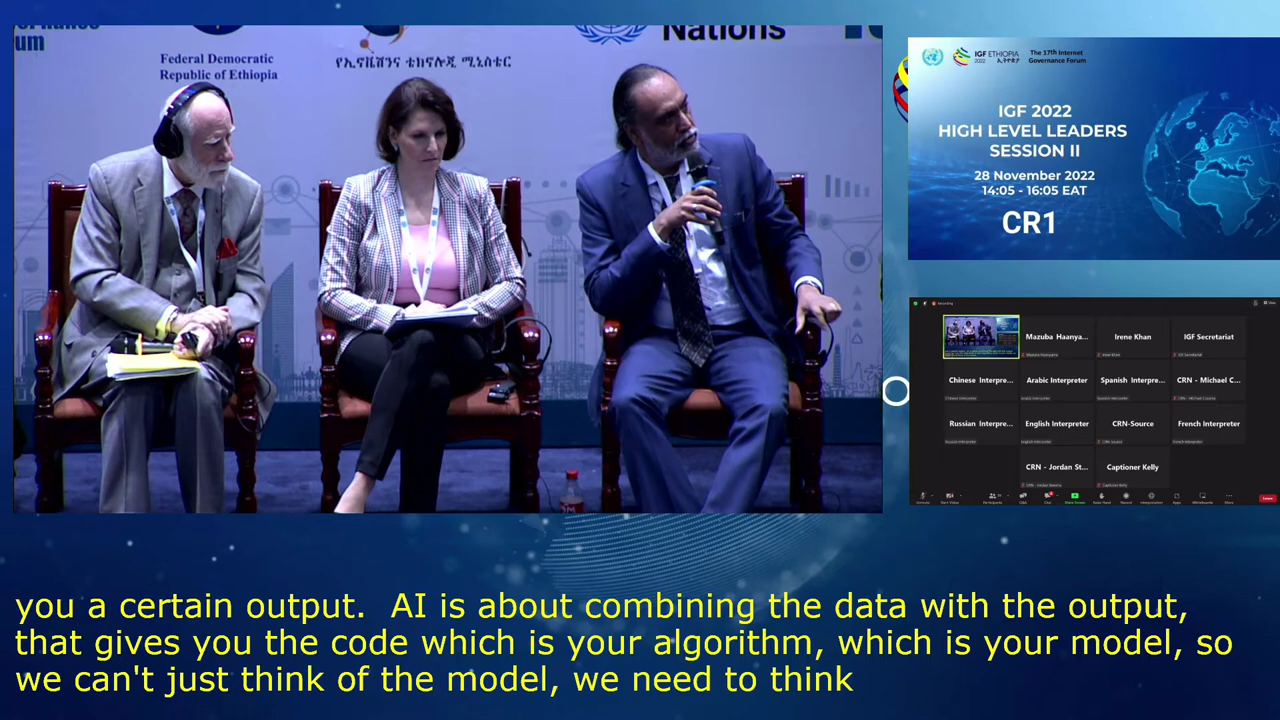 um
Nations
Federal Democratic
Republic of Ethiopia
የኢኖቬሽንና ቴክኖሎጂ ሚኒስቴር
IGF ETHIOPIA
2022 ኢትዮጵያ
The 17th Internet
Governance Forum
IGF 2022
HIGH LEVEL LEADERS
SESSION II
28 November 2022
14:05 - 16:05 EAT
CR1
Recording
Mazuba Haanya...
Irene Khan
IGF Secretariat
Chinese Interpre...
Arabic Interpreter
Spanish Interpre...
CRN - Michael C...
Russian Interpre...
English Interpreter
CRN-Source
French Interpreter
CRN - Jordan St...
Captioner Kelly
Leave
you a certain output. AI is about combining the data with the output,
that gives you the code which is your algorithm, which is your model, so
we can't just think of the model, we need to think